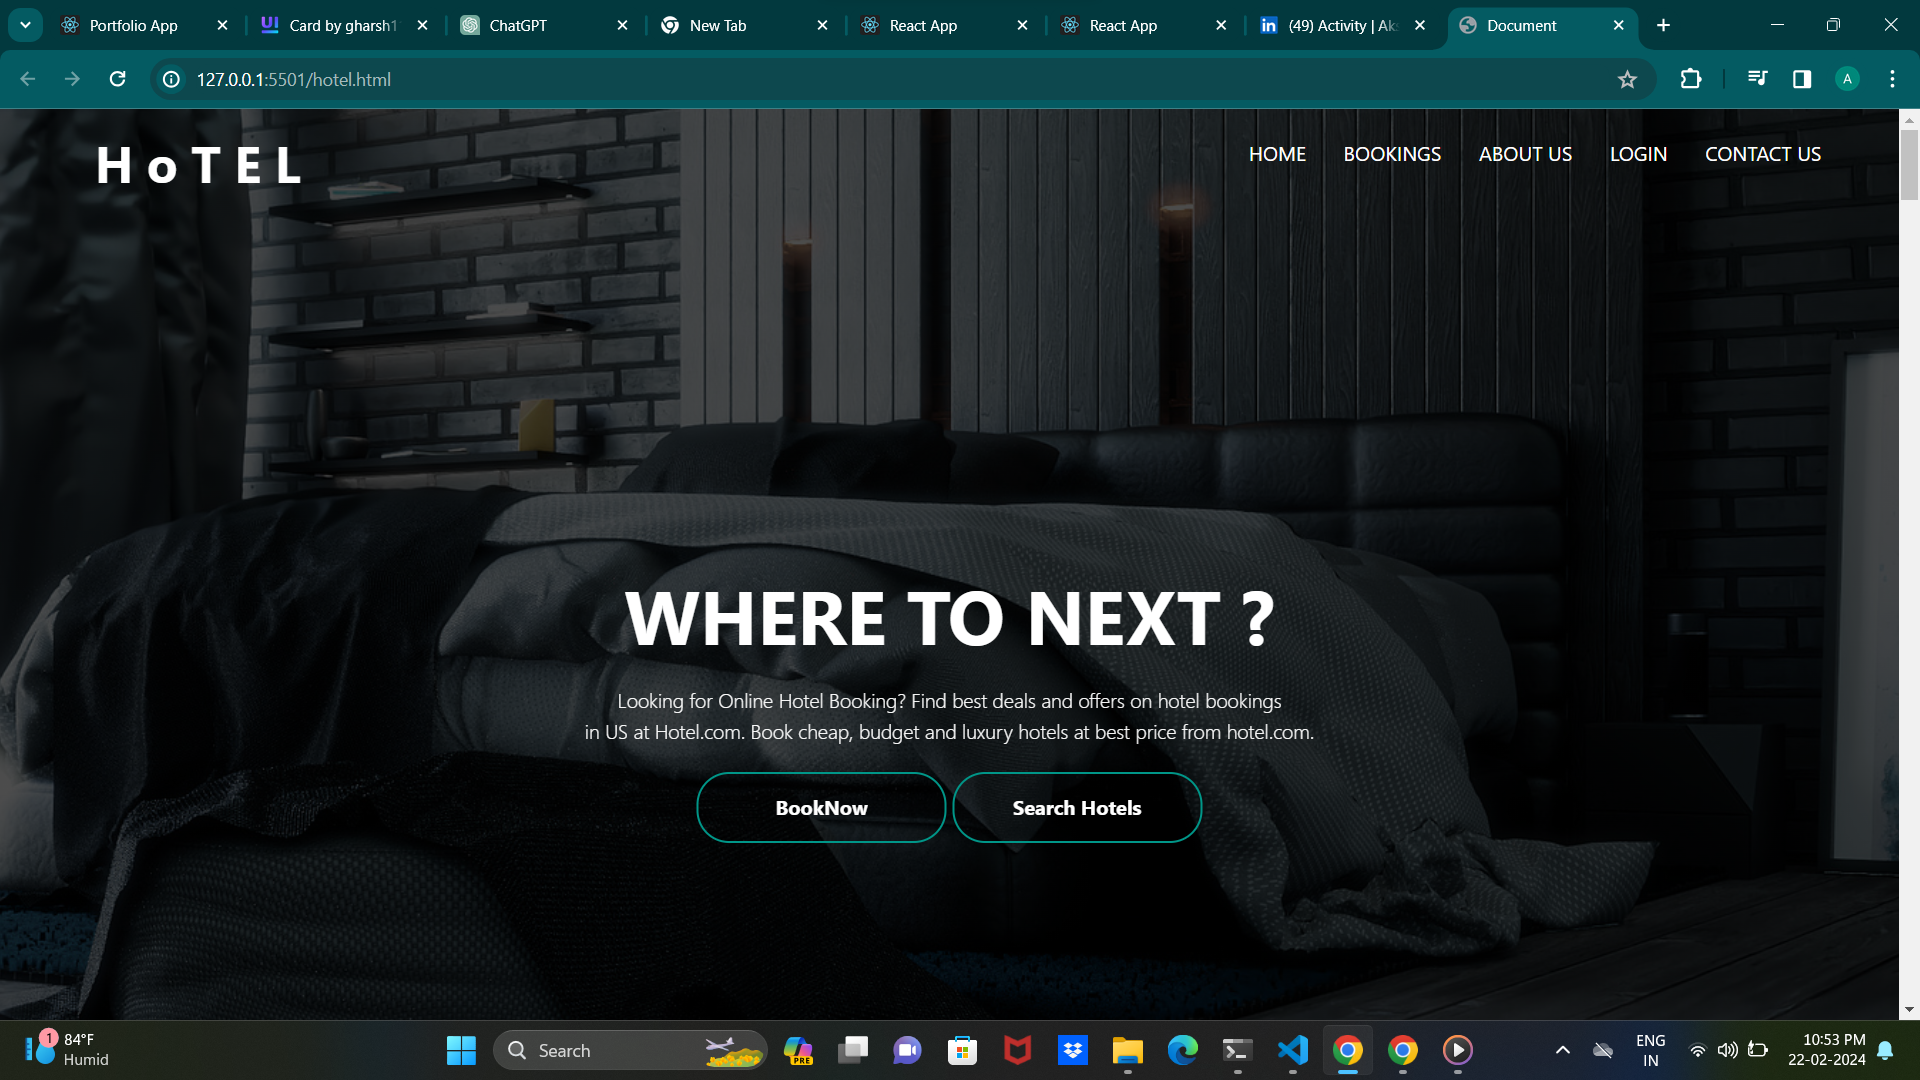 Portfolio App
Card by gharsh1
ChatGPT
New Tab
React App
React App
(49) Activity | Aks
Document
127.0.0.1:5501/hotel.html
A
HoTEL
HOME BOOKINGS ABOUT US LOGIN CONTACT US
WHERE TO NEXT ?
Looking for Online Hotel Booking? Find best deals and offers on hotel bookings
in US at Hotel.com. Book cheap, budget and luxury hotels at best price from hotel.com.
BookNow
Search Hotels
1
84°F
Humid
Search
PRE
ENG
IN
10:53 PM
22-02-2024